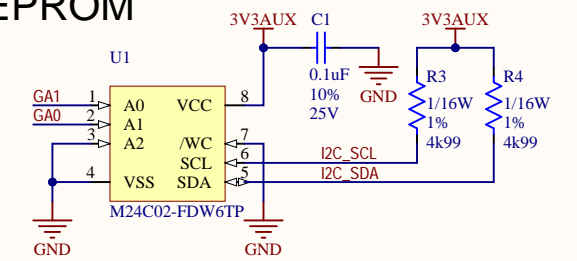 EEPROM
3V3AUX
C1
3V3AUX
U1
0.1uF
10%
25V
GND
R3
1/16W
1%
4k99
R4
1/16W
1%
4k99
GA1 1 A0 VCC 8
GA0 2 A1
3 A2 /WC 7
SCL 6 I2C_SCL
4 VSS SDA 5 I2C_SDA
M24C02-FDW6TP
GND
GND